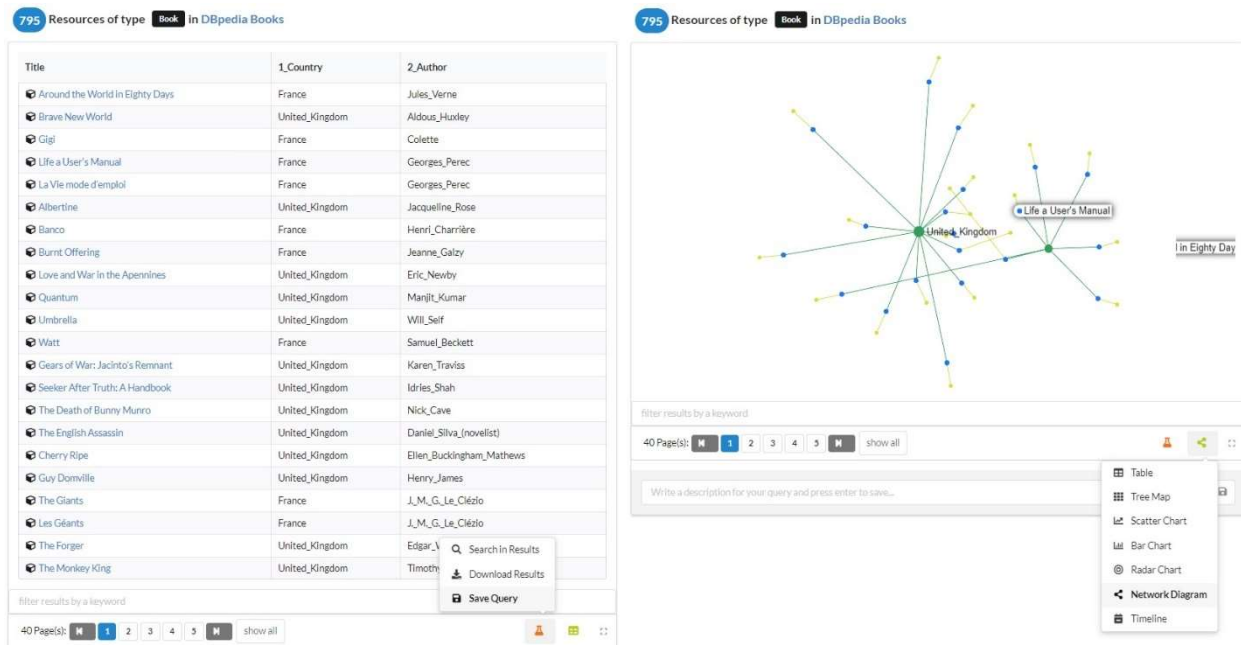 795 Resources of type Book in DBpedia Books
Title 1_Country 2_Author
Around the World in Eighty Days France Jules_Verne
Brave New World United_Kingdom Aldous_Huxley
Gigi France Colette
Life a User's Manual France Georges_Perec
La Vie mode d'emploi France Georges_Perec
Albertine United_Kingdom Jacqueline_Rose
Banco France Henri_Charrière
Burnt Offering France Jeanne_Galzy
Love and War in the Apennines United_Kingdom Eric_Newby
Quantum United_Kingdom Manjit_Kumar
Umbrella United_Kingdom Will_Self
Watt France Samuel_Beckett
Gears of War: Jacinto's Remnant United_Kingdom Karen_Traviss
Seeker After Truth: A Handbook United_Kingdom Idries_Shah
The Death of Bunny Munro United_Kingdom Nick_Cave
The English Assassin United_Kingdom Daniel_Silva_(novelist)
Cherry Ripe United_Kingdom Ellen_Buckingham_Mathews
Guy Domville United_Kingdom Henry_James
The Giants France J._M._G._Le_Clézio
Les Géants France J._M._G._Le_Clézio
The Forger United_Kingdom Edgar_
The Monkey King United_Kingdom Timoth
Search in Results
Download Results
Save Query
filter results by a keyword
40 Page(s): 1 2 3 4 5 show all
795 Resources of type Book in DBpedia Books
Life a User's Manual
United_Kingdom
in Eighty Day
filter results by a keyword
40 Page(s): 1 2 3 4 5 show all
Write a description for your query and press enter to save...
Table
Tree Map
Scatter Chart
Bar Chart
Radar Chart
Network Diagram
Timeline